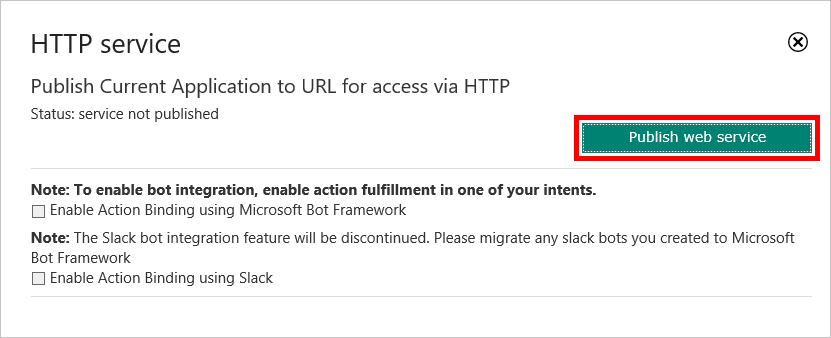 HTTP service
Publish Current Application to URL for access via HTTP
Status: service not published
Publish web service
Note: To enable bot integration, enable action fulfillment in one of your intents.
Enable Action Binding using Microsoft Bot Framework
Note: The Slack bot integration feature will be discontinued. Please migrate any slack bots you created to Microsoft
Bot Framework
Enable Action Binding using Slack